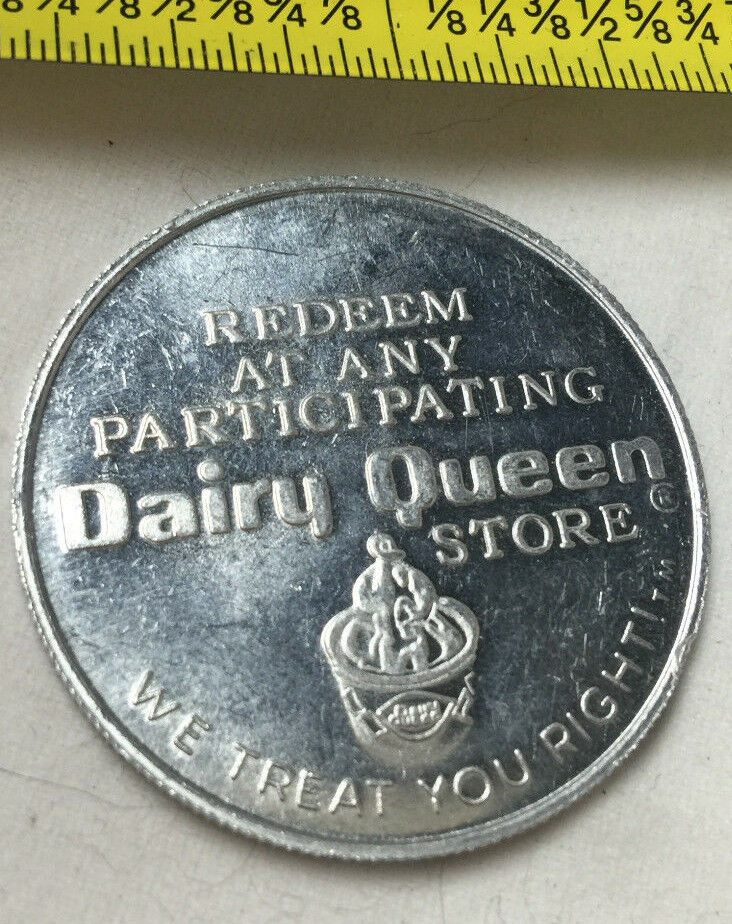 8 1/4 3/8 1/2 5/8 3/4 7/8 1/8 1/4 3/8 1/2 5/8 3/4
REDEEM
AT ANY
PARTICIPATING
Dairy Queen®
STORE
WE TREAT YOU RIGHT!™